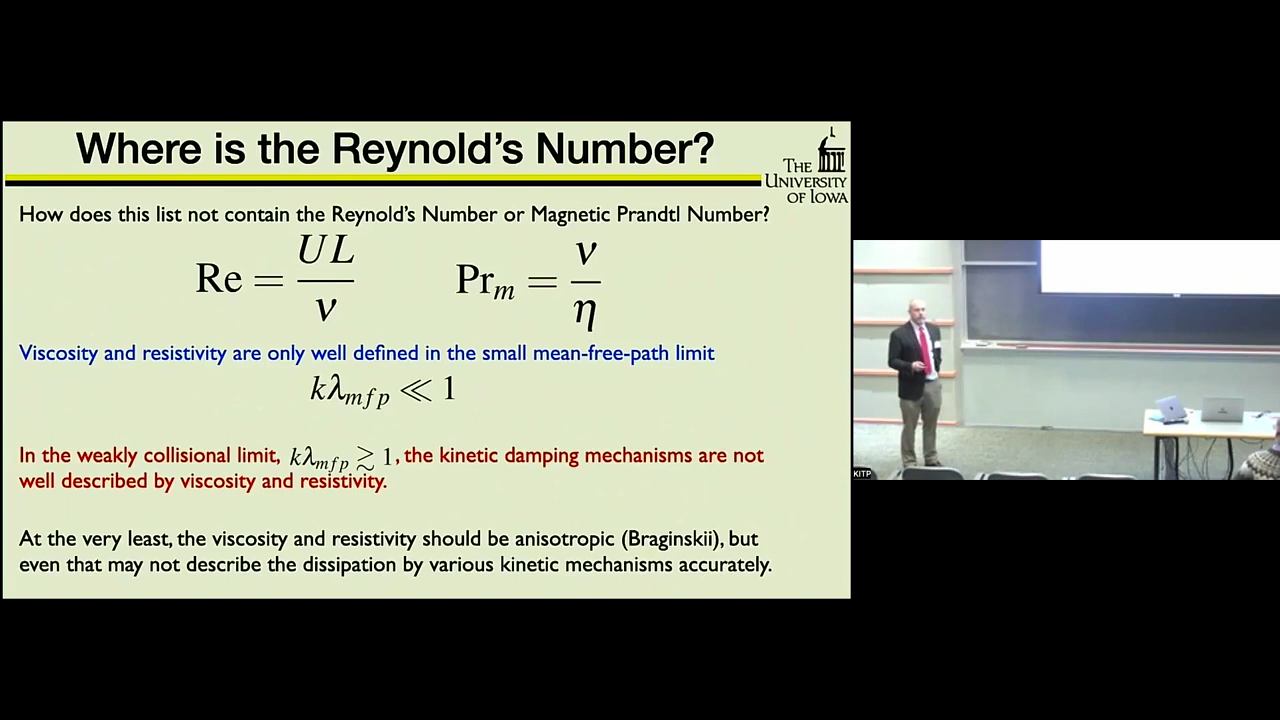 Where is the Reynold's Number?
THE
UNIVERSITY
OF IOWA
How does this list not contain the Reynold's Number or Magnetic Prandtl Number?
Re = UL / ν    Pr_m = ν / η
Viscosity and resistivity are only well defined in the small mean-free-path limit
kλ_mfp ≪ 1
In the weakly collisional limit, kλ_mfp ≳ 1, the kinetic damping mechanisms are not
well described by viscosity and resistivity.
At the very least, the viscosity and resistivity should be anisotropic (Braginskii), but
even that may not describe the dissipation by various kinetic mechanisms accurately.
KITP